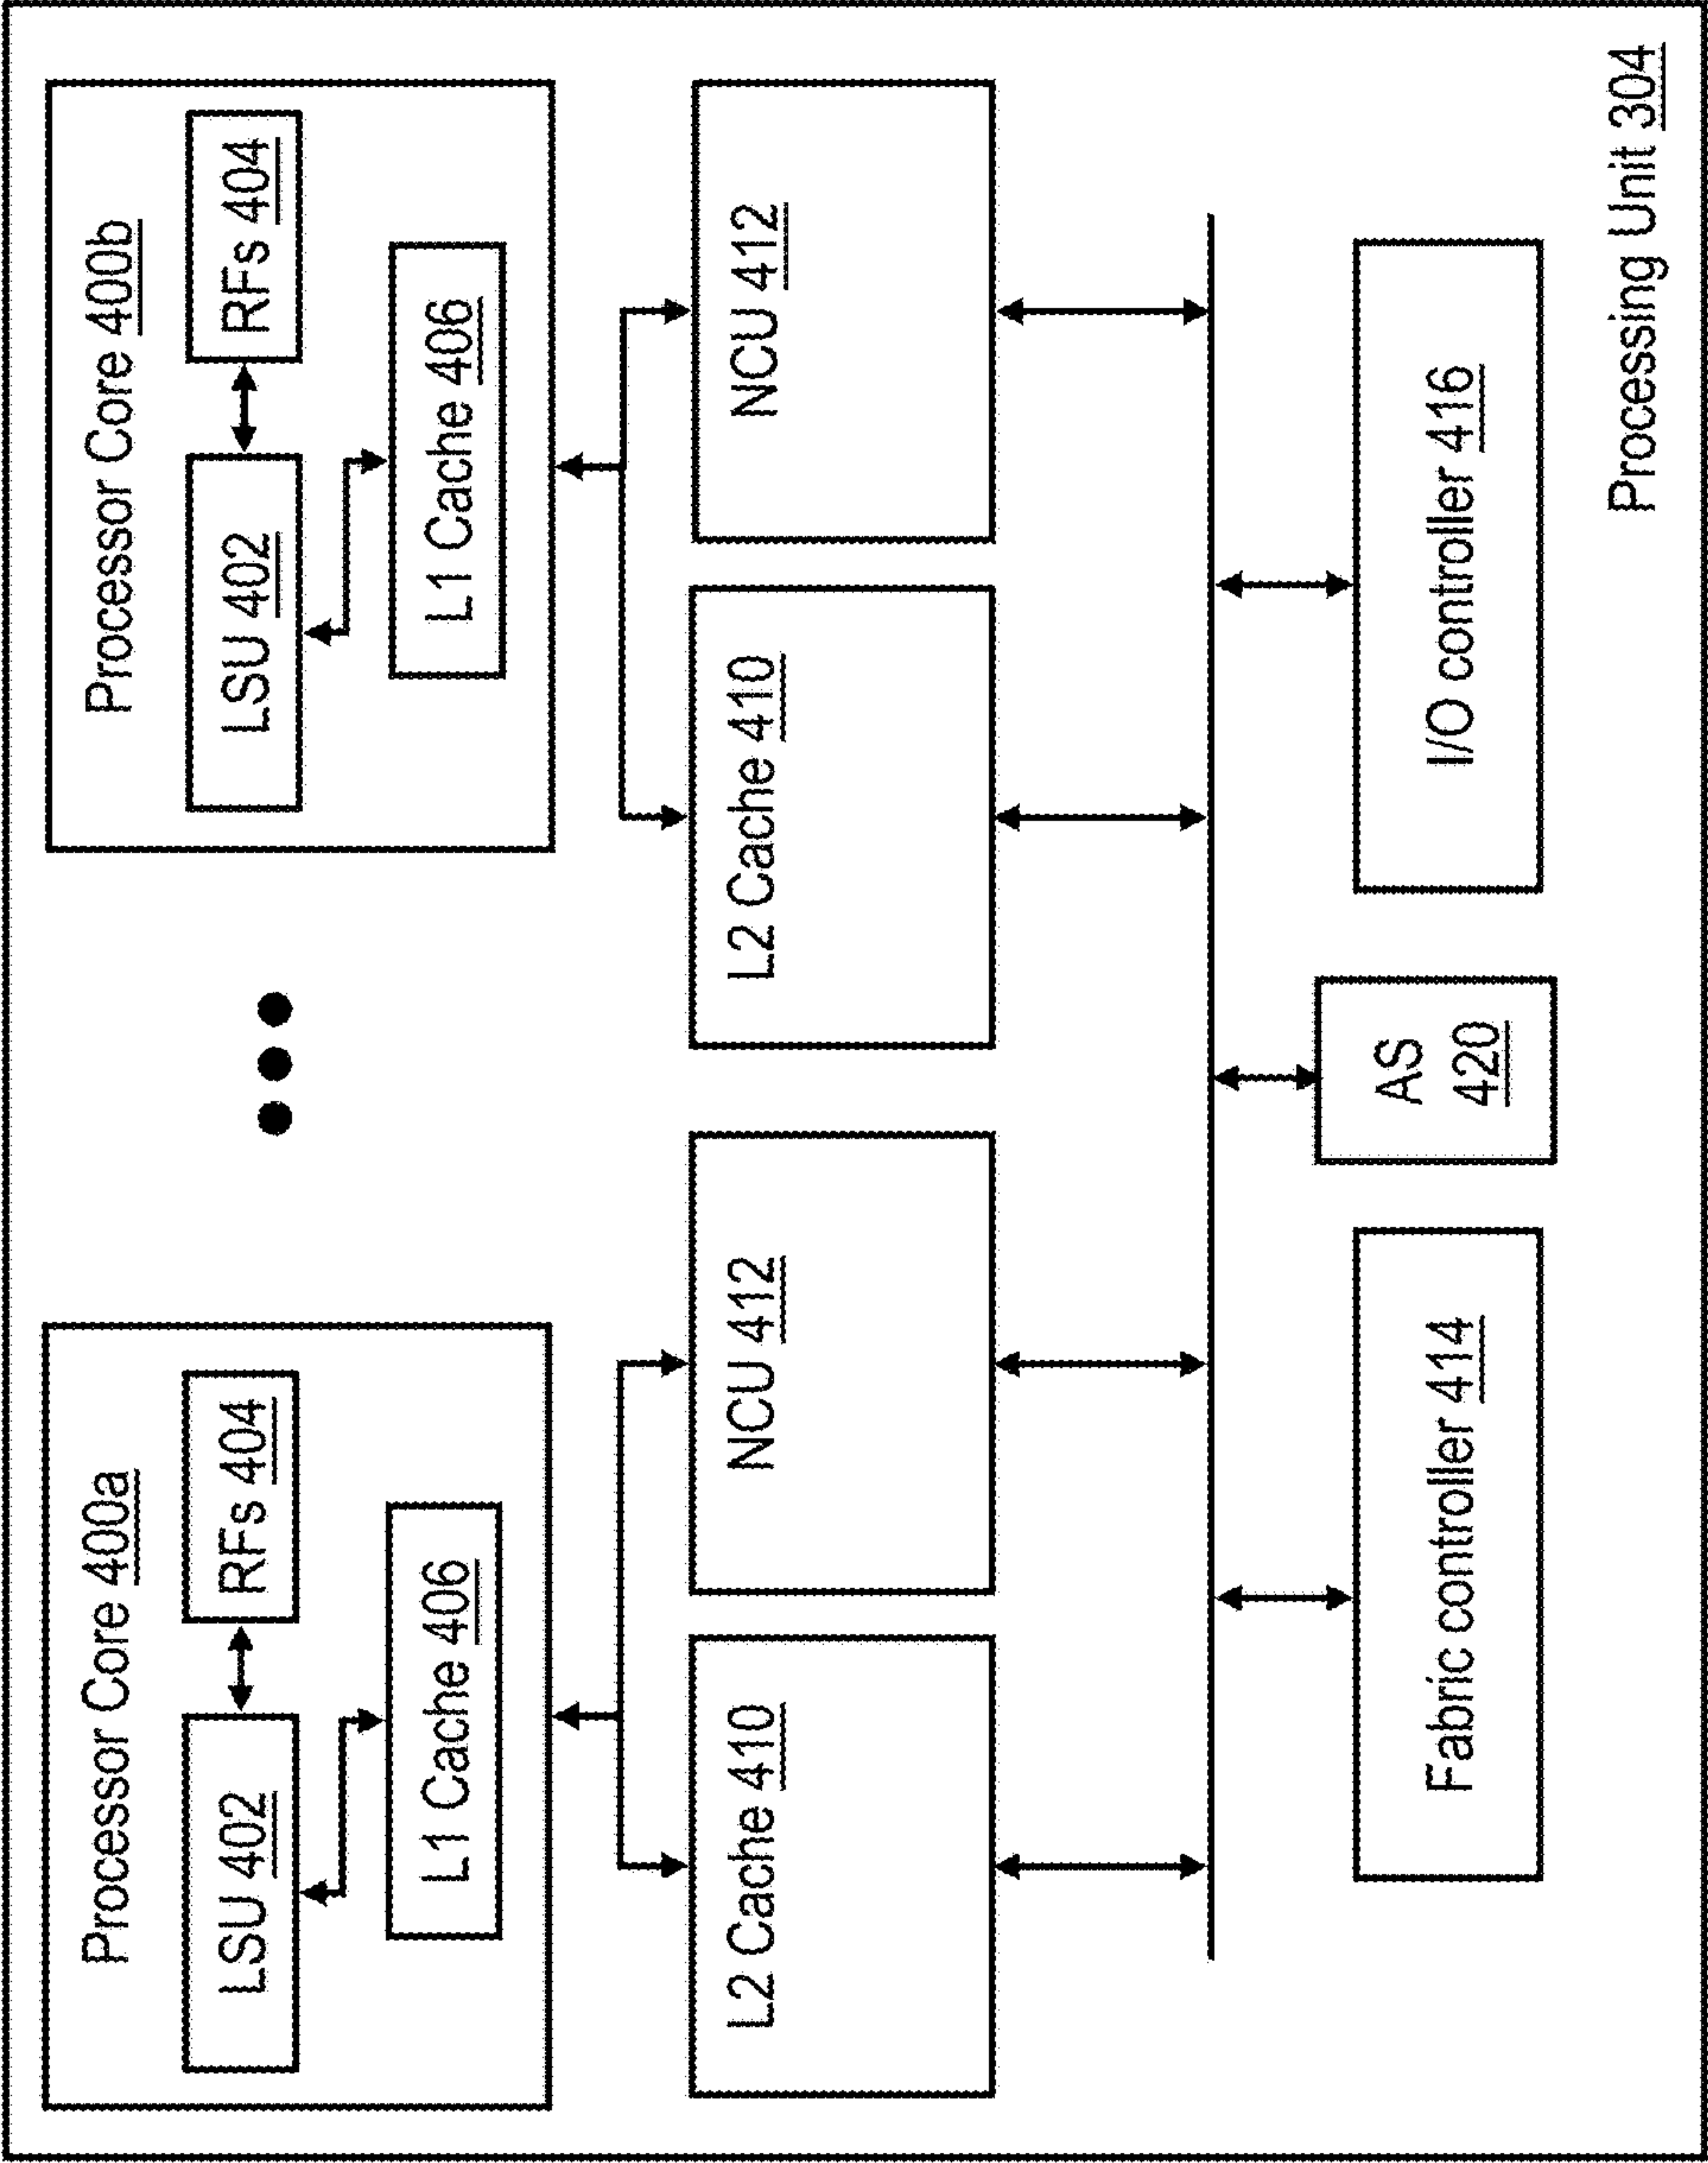 Processor Core 400a
LSU 402
RFs 404
L1 Cache 406
Processor Core 400b
LSU 402
RFs 404
L1 Cache 406
L2 Cache 410
NCU 412
L2 Cache 410
NCU 412
Fabric controller 414
AS
420
I/O controller 416
Processing Unit 304